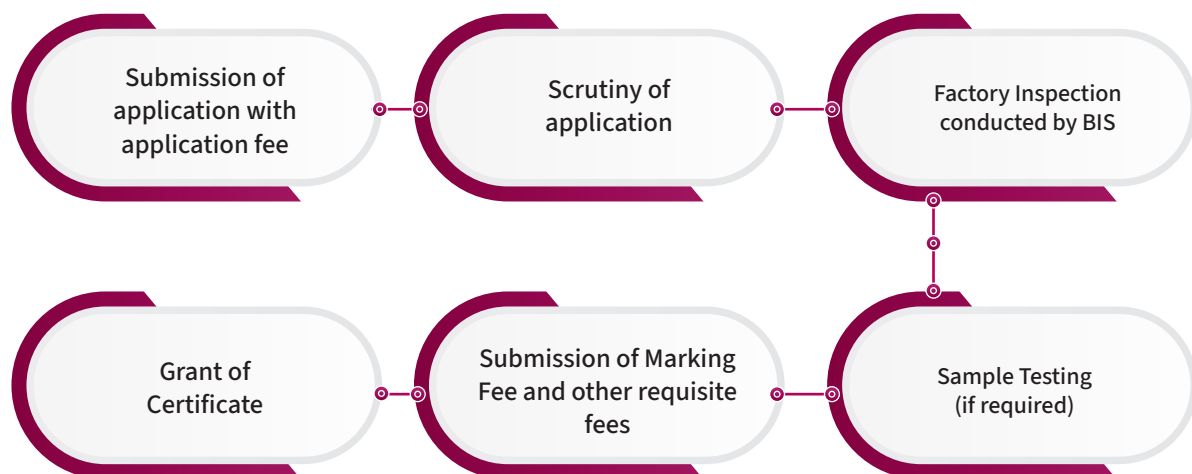 Submission of
application with
application fee
Scrutiny of
application
Factory Inspection
conducted by BIS
Grant of
Certificate
Submission of Marking
Fee and other requisite
fees
Sample Testing
(if required)